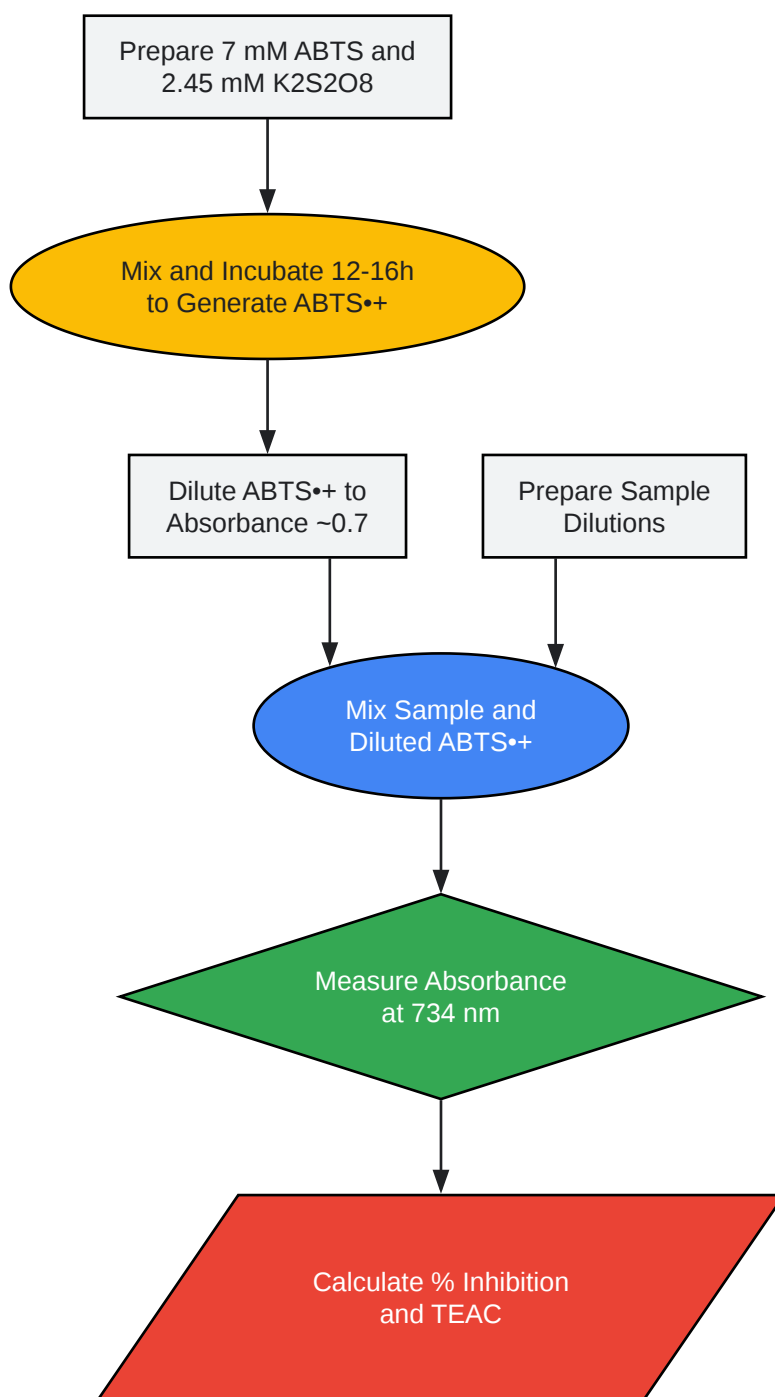 Prepare 7 mM ABTS and
2.45 mM K2S2O8
Mix and Incubate 12-16h
to Generate ABTS•+
Dilute ABTS•+ to
Absorbance ~0.7
Prepare Sample
Dilutions
Mix Sample and
Diluted ABTS•+
Measure Absorbance
at 734 nm
Calculate % Inhibition
and TEAC